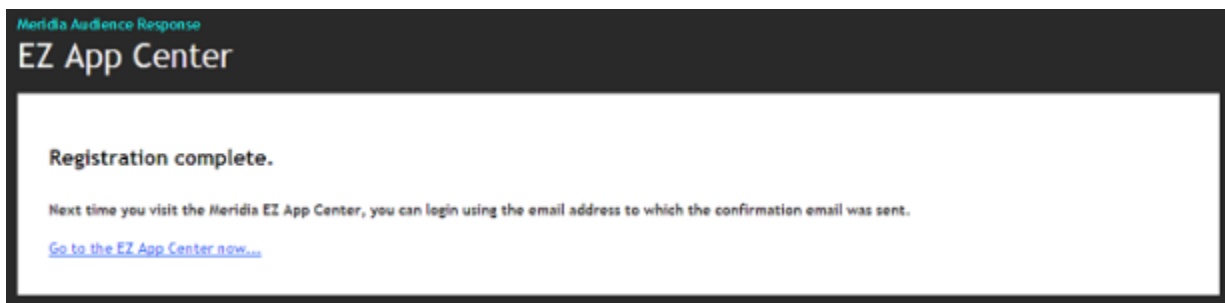 Meridia Audience Response
EZ App Center
Registration complete.
Next time you visit the Meridia EZ App Center, you can login using the email address to which the confirmation email was sent.
Go to the EZ App Center now...